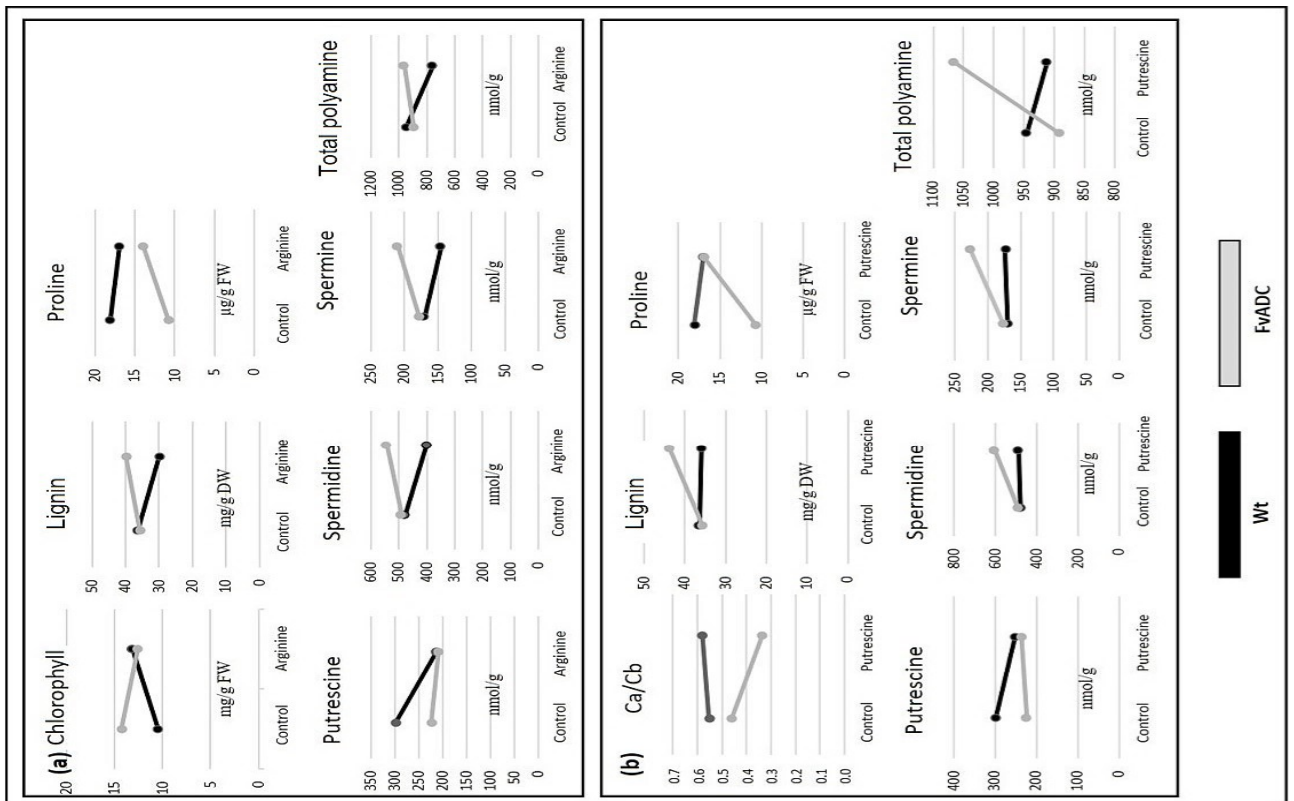 (a) Chlorophyll
20
15
10
5
0
mg/g FW
Control Arginine
Lignin
50
40
30
20
10
0
mg/g DW
Control Arginine
Proline
20
15
10
5
0
µg/g FW
Control Arginine
Putrescine
350
300
250
200
150
100
50
0
nmol/g
Control Arginine
Spermidine
600
500
400
300
200
100
0
nmol/g
Control Arginine
Spermine
250
200
150
100
50
0
nmol/g
Control Arginine
Total polyamine
1200
1000
800
600
400
200
0
nmol/g
Control Arginine
(b)
Ca/Cb
0.7
0.6
0.5
0.4
0.3
0.2
0.1
0.0
Control Putrescine
Lignin
50
40
30
20
10
0
mg/g DW
Control Putrescine
Proline
20
15
10
5
0
µg/g FW
Control Putrescine
Putrescine
400
300
200
100
0
nmol/g
Control Putrescine
Spermidine
800
600
400
200
0
nmol/g
Control Putrescine
Spermine
250
200
150
100
50
0
nmol/g
Control Putrescine
Total polyamine
1100
1050
1000
950
900
850
800
nmol/g
Control Putrescine
Wt
FvADC